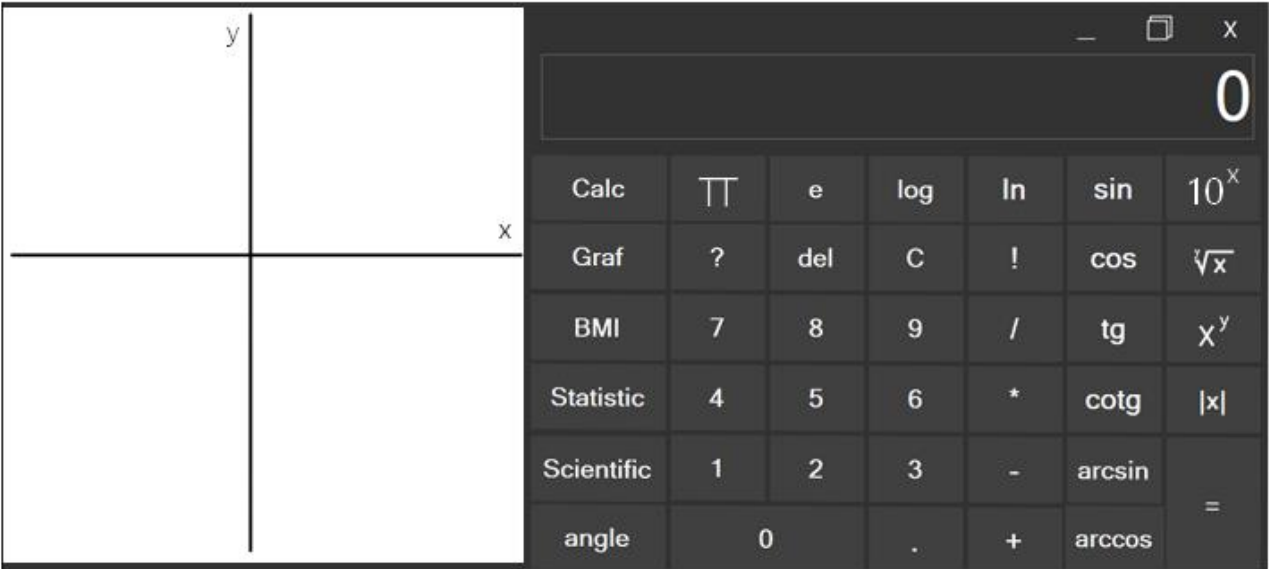 y
x
_ x
0
Calc π e log ln sin 10^x
Graf ? del C ! cos ʸ√x
BMI 7 8 9 / tg x^y
Statistic 4 5 6 * cotg |x|
Scientific 1 2 3 - arcsin =
angle 0 . + arccos